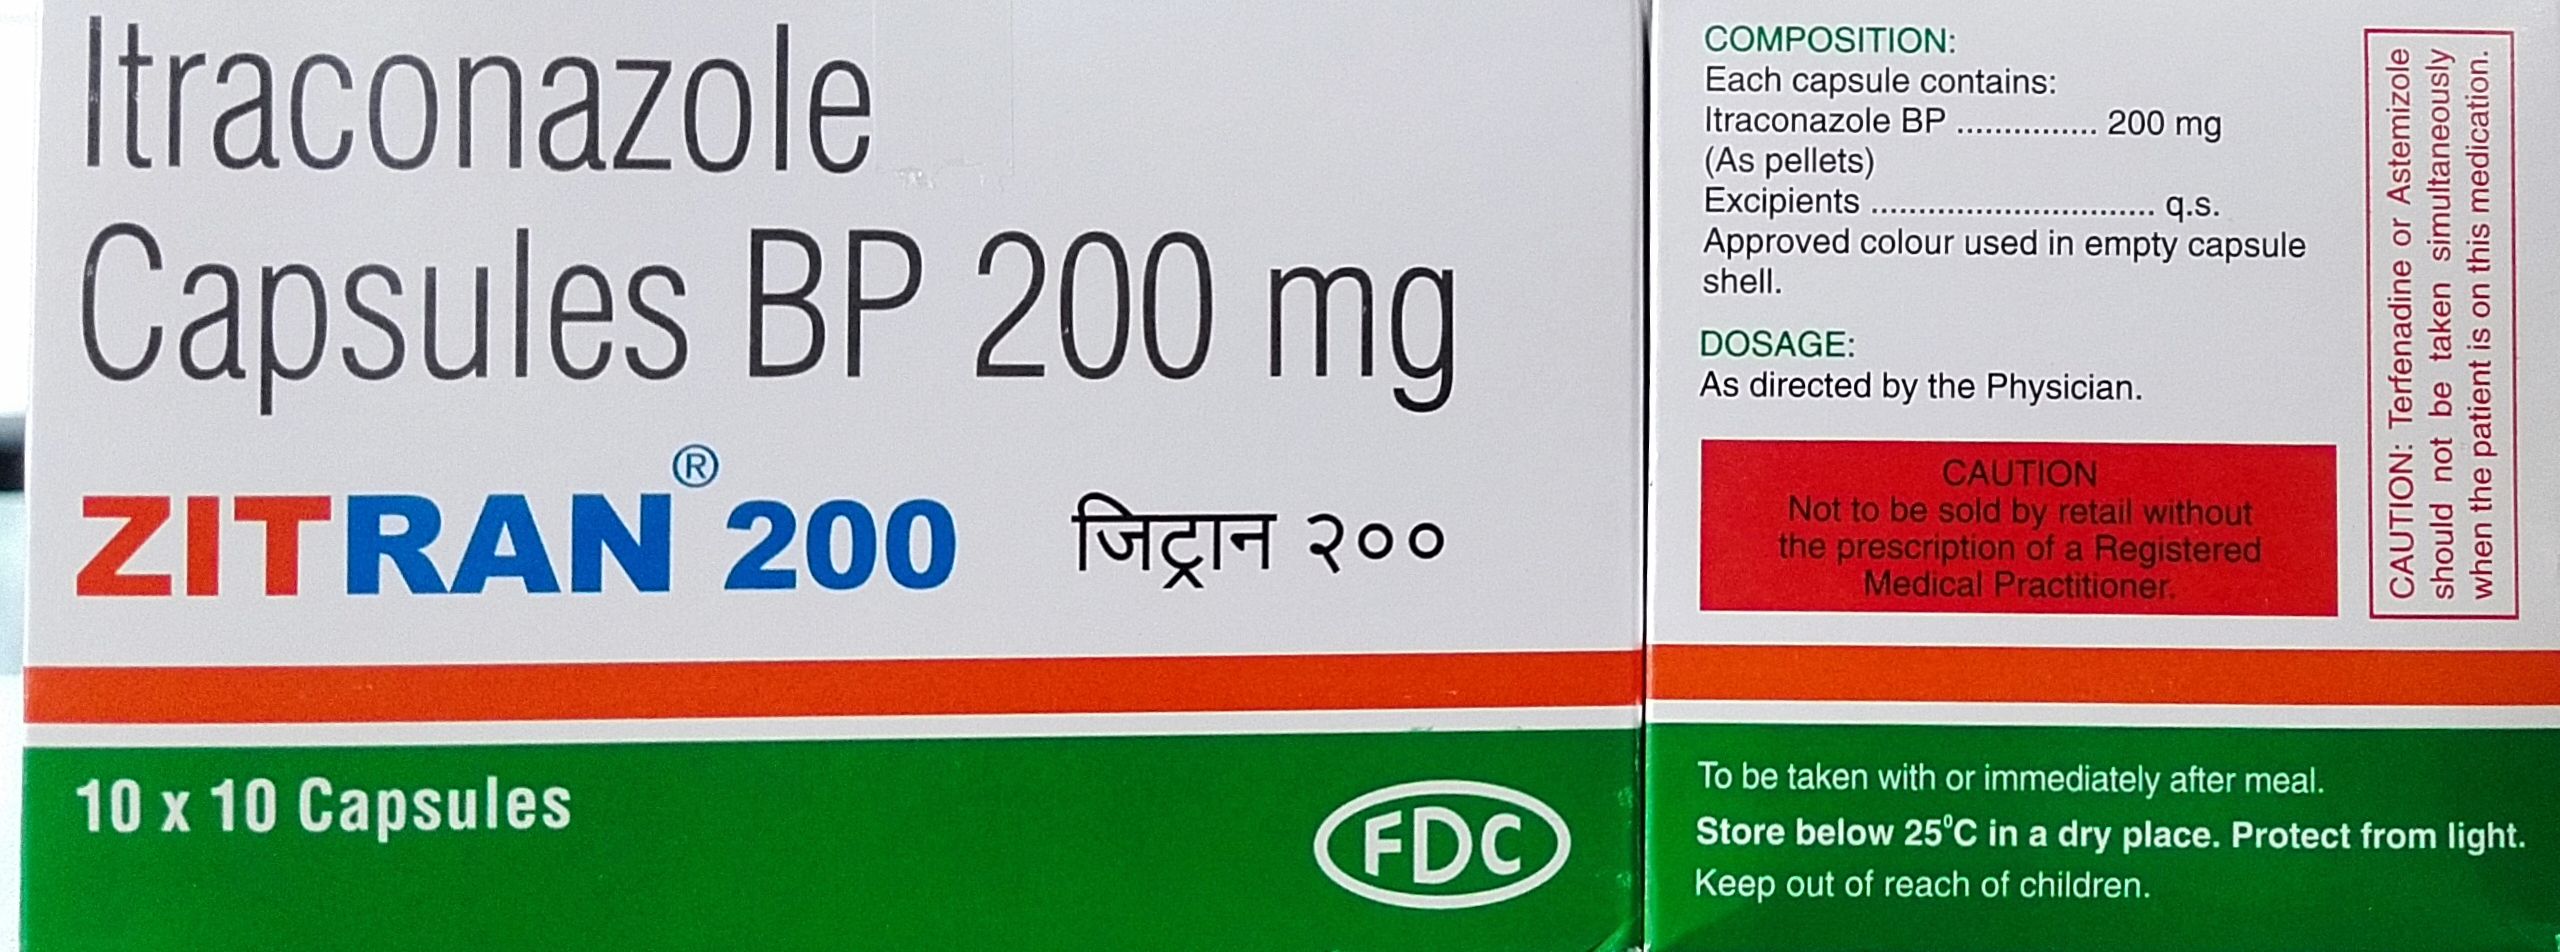 Itraconazole
Capsules BP 200 mg
ZITRAN® 200 जिट्रान २००
10 x 10 Capsules
FDC
COMPOSITION:
Each capsule contains:
Itraconazole BP ............... 200 mg
(As pellets)
Excipients .............................. q.s.
Approved colour used in empty capsule
shell.
DOSAGE:
As directed by the Physician.
CAUTION
Not to be sold by retail without
the prescription of a Registered
Medical Practitioner.
CAUTION: Terfenadine or Astemizole
should not be taken simultaneously
when the patient is on this medication.
To be taken with or immediately after meal.
Store below 25⁰C in a dry place. Protect from light.
Keep out of reach of children.